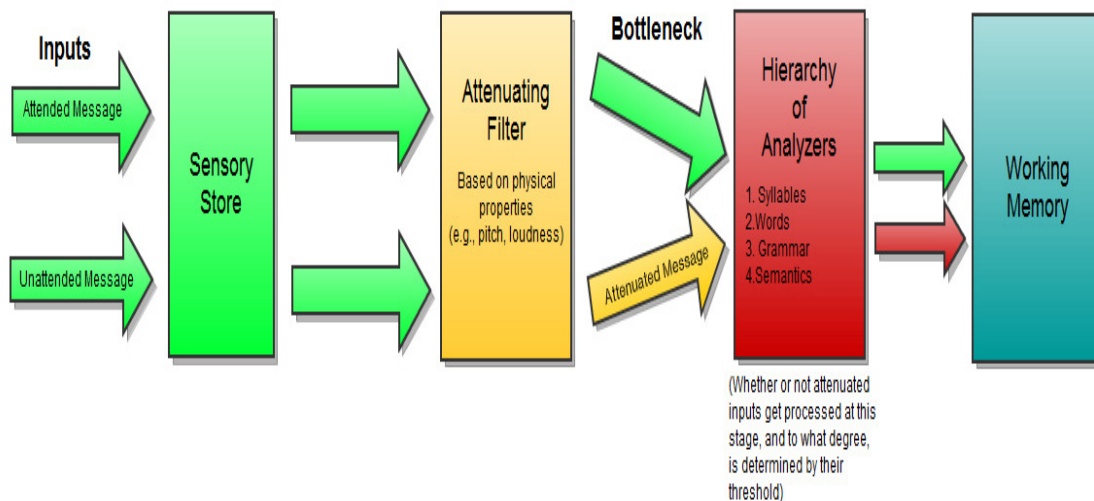 Inputs
Attended Message
Unattended Message
Sensory
Store
Attenuating
Filter
Based on physical
properties
(e.g., pitch, loudness)
Bottleneck
Attenuated Message
Hierarchy
of
Analyzers
1. Syllables
2.Words
3. Grammar
4.Semantics
(Whether or not attenuated
inputs get processed at this
stage, and to what degree,
is determined by their
threshold)
Working
Memory